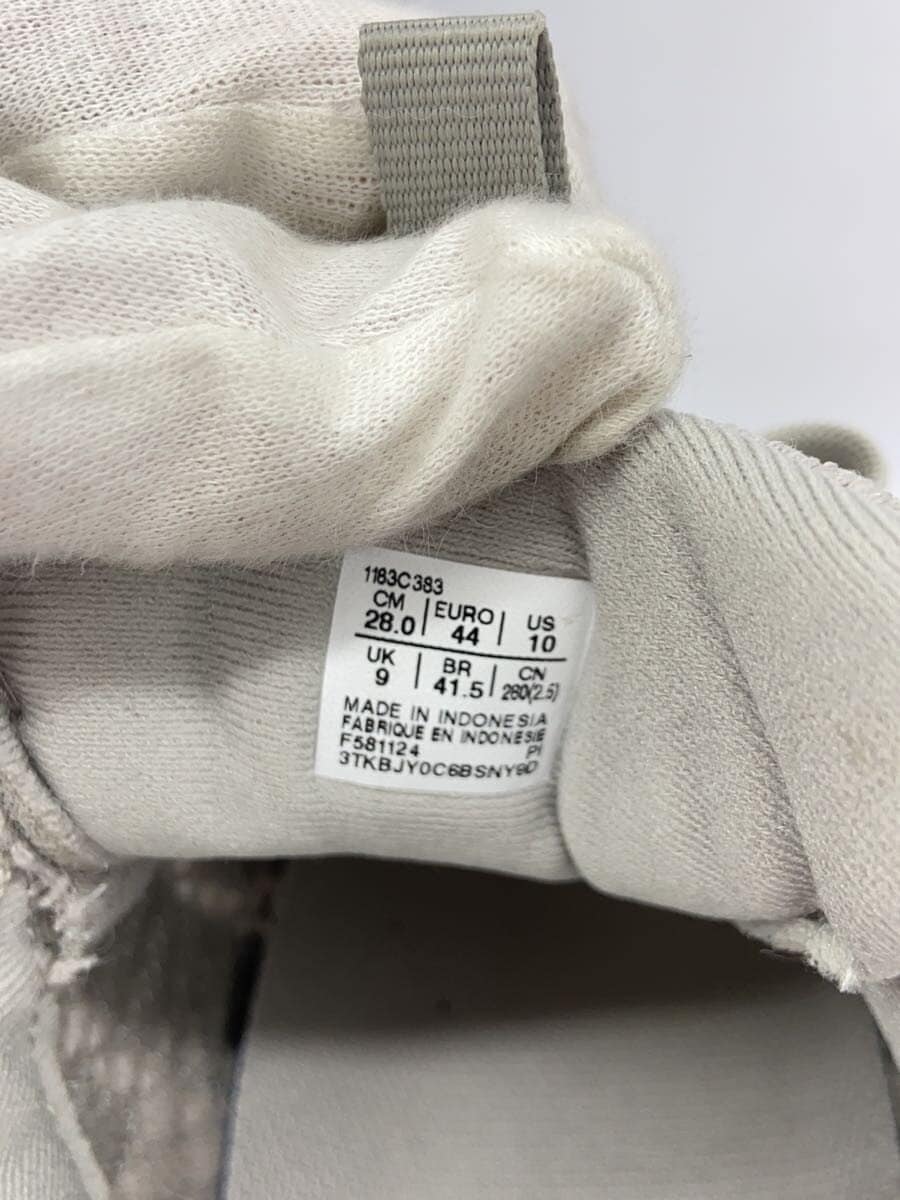 1183C383
CM EURO US
28.0 44 10
UK BR CN
9 41.5 280(2.5)
MADE IN INDONESIA
FABRIQUE EN INDONESIE
F581124 PI
3TKBJY0C6BSNY9D